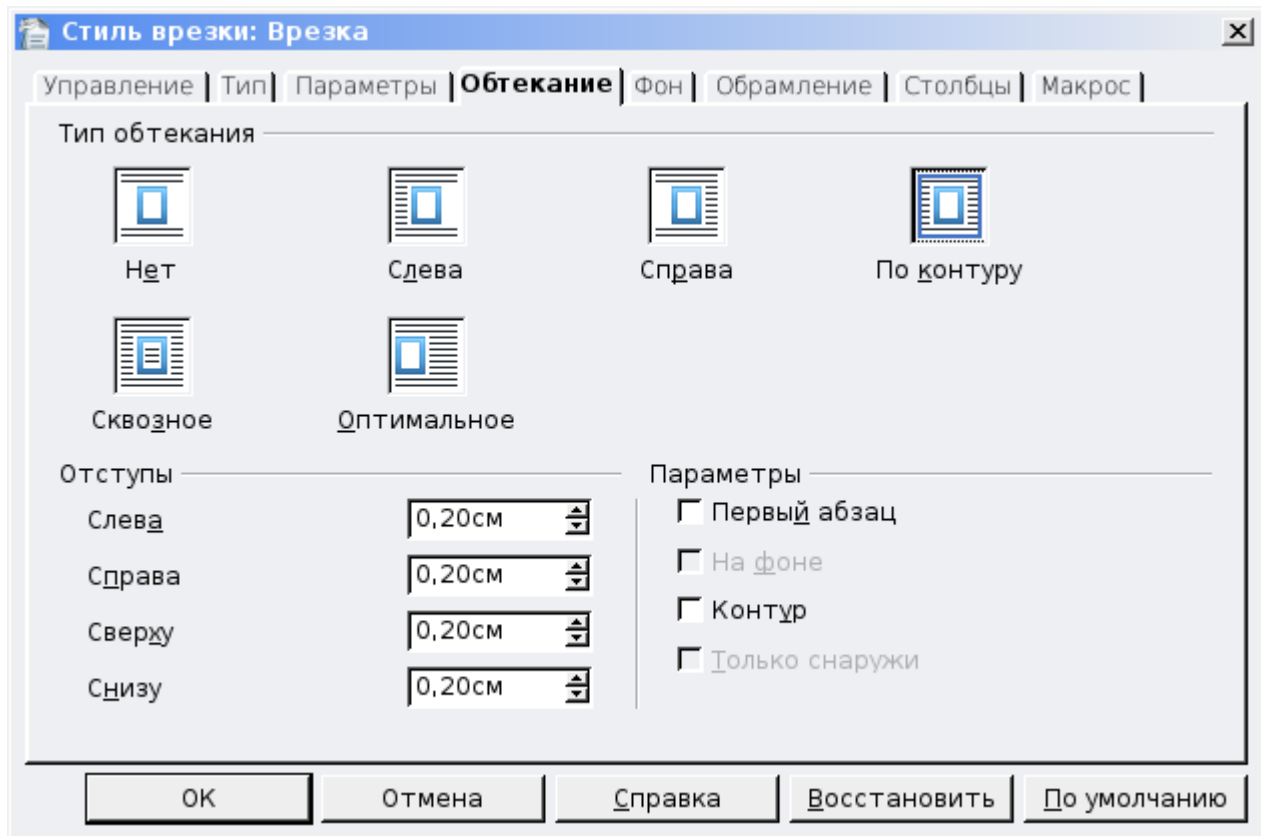 Стиль врезки: Врезка
Управление Тип Параметры Обтекание Фон Обрамление Столбцы Макрос
Тип обтекания
Нет Слева Справа По контуру
Сквозное Оптимальное
Отступы Параметры
Слева 0,20см Первый абзац
Справа 0,20см На фоне
Сверху 0,20см Контур
Снизу 0,20см Только снаружи
OK Отмена Справка Восстановить По умолчанию